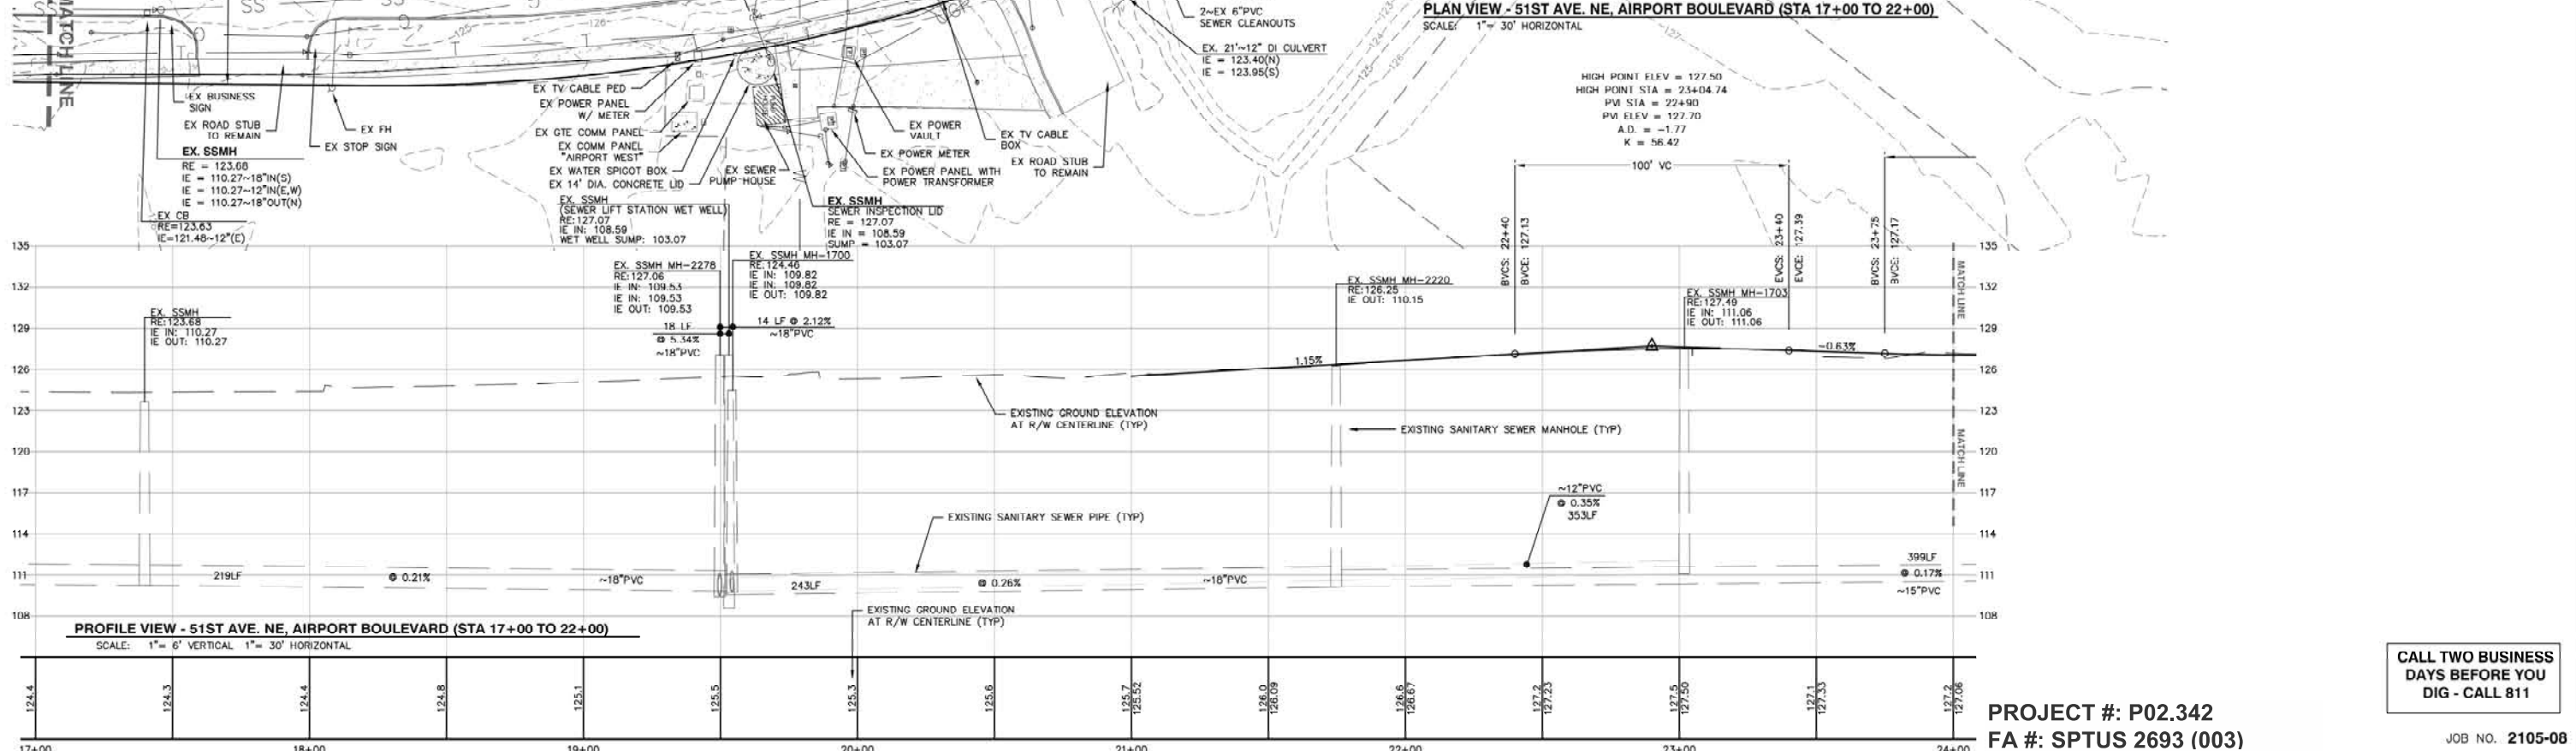 MATCH LINE
SS
SS
125
126
EX BUSINESS
SIGN
EX ROAD STUB
TO REMAIN
EX FH
EX STOP SIGN
EX. SSMH
RE = 123.68
IE = 110.27~18"IN(S)
IE = 110.27~12"IN(E,W)
IE = 110.27~18"OUT(N)
EX CB
RE=123.63
IE=121.48~12"(E)
EX TV CABLE PED
EX POWER PANEL
W/ METER
EX GTE COMM PANEL
EX COMM PANEL
"AIRPORT WEST"
EX WATER SPICOT BOX
EX 14' DIA. CONCRETE LID
EX SEWER
PUMP HOUSE
EX POWER
VAULT
EX POWER METER
EX POWER PANEL WITH
POWER TRANSFORMER
EX TV CABLE
BOX
EX ROAD STUB
TO REMAIN
EX. SSMH
(SEWER LIFT STATION WET WELL)
RE:127.07
IE IN: 108.59
WET WELL SUMP: 103.07
EX. SSMH
SEWER INSPECTION LID
RE = 127.07
IE IN = 108.59
SUMP = 103.07
2~EX 6"PVC
SEWER CLEANOUTS
EX. 21'~12" DI CULVERT
IE = 123.40(N)
IE = 123.95(S)
123
124
125
126
127
PLAN VIEW - 51ST AVE. NE, AIRPORT BOULEVARD (STA 17+00 TO 22+00)
SCALE: 1"= 30' HORIZONTAL
HIGH POINT ELEV = 127.50
HIGH POINT STA = 23+04.74
PVI STA = 22+90
PVI ELEV = 127.70
A.D. = -1.77
K = 56.42
100' VC
BVCS: 22+40
BVCE: 127.13
EVCS: 23+40
EVCE: 127.39
BVCS: 23+75
BVCE: 127.17
135
132
129
126
123
120
117
114
111
108
EX. SSMH
RE:123.68
IE IN: 110.27
IE OUT: 110.27
EX. SSMH MH-2278
RE:127.06
IE IN: 109.53
IE IN: 109.53
IE OUT: 109.53
EX. SSMH MH-1700
RE:124.46
IE IN: 109.82
IE IN: 109.82
IE OUT: 109.82
18 LF
@ 5.34%
~18"PVC
14 LF @ 2.12%
~18"PVC
EX. SSMH MH-2220
RE:126.25
IE OUT: 110.15
EX. SSMH MH-1703
RE:127.49
IE IN: 111.06
IE OUT: 111.06
1.15%
-0.63%
EXISTING GROUND ELEVATION
AT R/W CENTERLINE (TYP)
EXISTING SANITARY SEWER MANHOLE (TYP)
~12"PVC
@ 0.35%
353LF
EXISTING SANITARY SEWER PIPE (TYP)
219LF
@ 0.21%
~18"PVC
243LF
@ 0.26%
~18"PVC
399LF
@ 0.17%
~15"PVC
EXISTING GROUND ELEVATION
AT R/W CENTERLINE (TYP)
MATCH LINE
MATCH LINE
135
132
129
126
123
120
117
114
111
108
PROFILE VIEW - 51ST AVE. NE, AIRPORT BOULEVARD (STA 17+00 TO 22+00)
SCALE: 1"= 6' VERTICAL 1"= 30' HORIZONTAL
124.4
124.3
124.4
124.8
125.1
125.5
125.3
125.6
125.7
125.52
126.0
126.09
126.6
126.67
127.2
127.23
127.5
127.50
127.1
127.33
127.2
127.06
17+00
18+00
19+00
20+00
21+00
22+00
23+00
24+00
PROJECT #: P02.342
FA #: SPTUS 2693 (003)
CALL TWO BUSINESS
DAYS BEFORE YOU
DIG - CALL 811
JOB NO. 2105-08